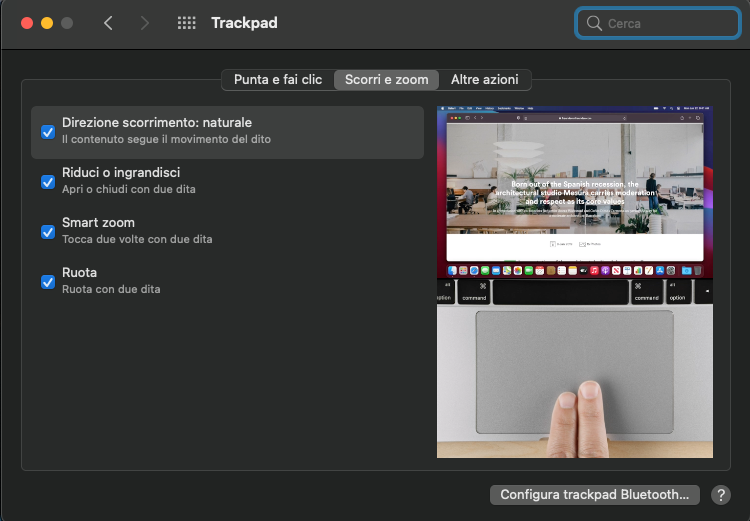 Trackpad
Cerca
Punta e fai clic
Scorri e zoom
Altre azioni
Direzione scorrimento: naturale
Il contenuto segue il movimento del dito
Riduci o ingrandisci
Apri o chiudi con due dita
Smart zoom
Tocca due volte con due dita
Ruota
Ruota con due dita
Born out of the Spanish recession, the
architectural studio Mesura carries moderation
and respect as its core values
alt
⌘
⌘
alt
option
command
command
option
Configura trackpad Bluetooth...
?